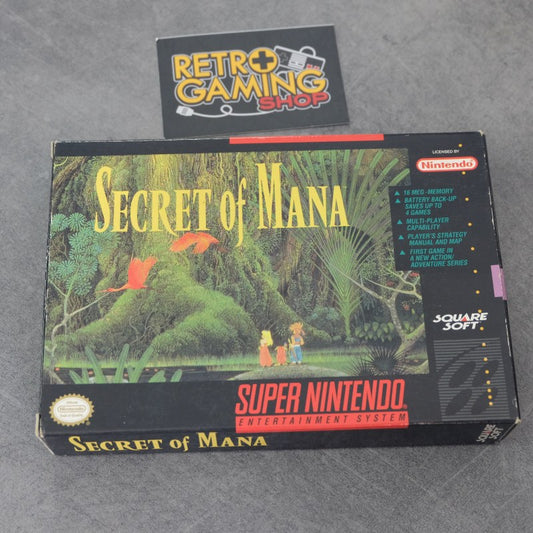 RETRO
GAMING
SHOP
LICENSED BY
Nintendo
SECRET of MANA
16 MEG-MEMORY
BATTERY BACK-UP
SAVES UP TO
4 GAMES
MULTI-PLAYER
CAPABILITY
PLAYER'S STRATEGY
MANUAL AND MAP
FIRST GAME IN
A NEW ACTION/
ADVENTURE SERIES
SQUARE
SOFT
Nintendo
SUPER NINTENDO
ENTERTAINMENT SYSTEM
SECRET of MANA
SQUARE
SOFT